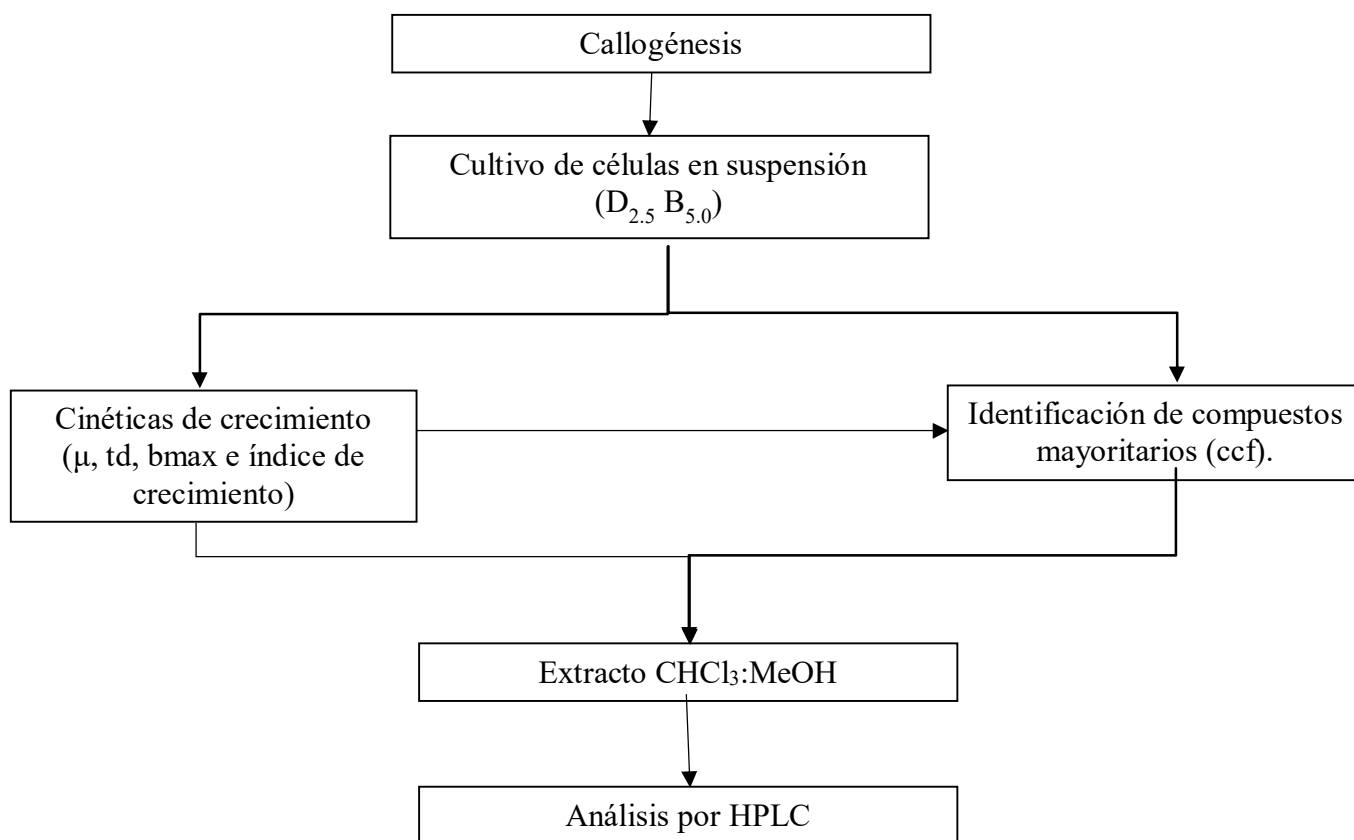 Callogénesis
Cultivo de células en suspensión
(D₂.₅ B₅.₀)
Cinéticas de crecimiento
(μ, td, bmax e índice de
crecimiento)
Identificación de compuestos
mayoritarios (ccf).
Extracto CHCl₃:MeOH
Análisis por HPLC